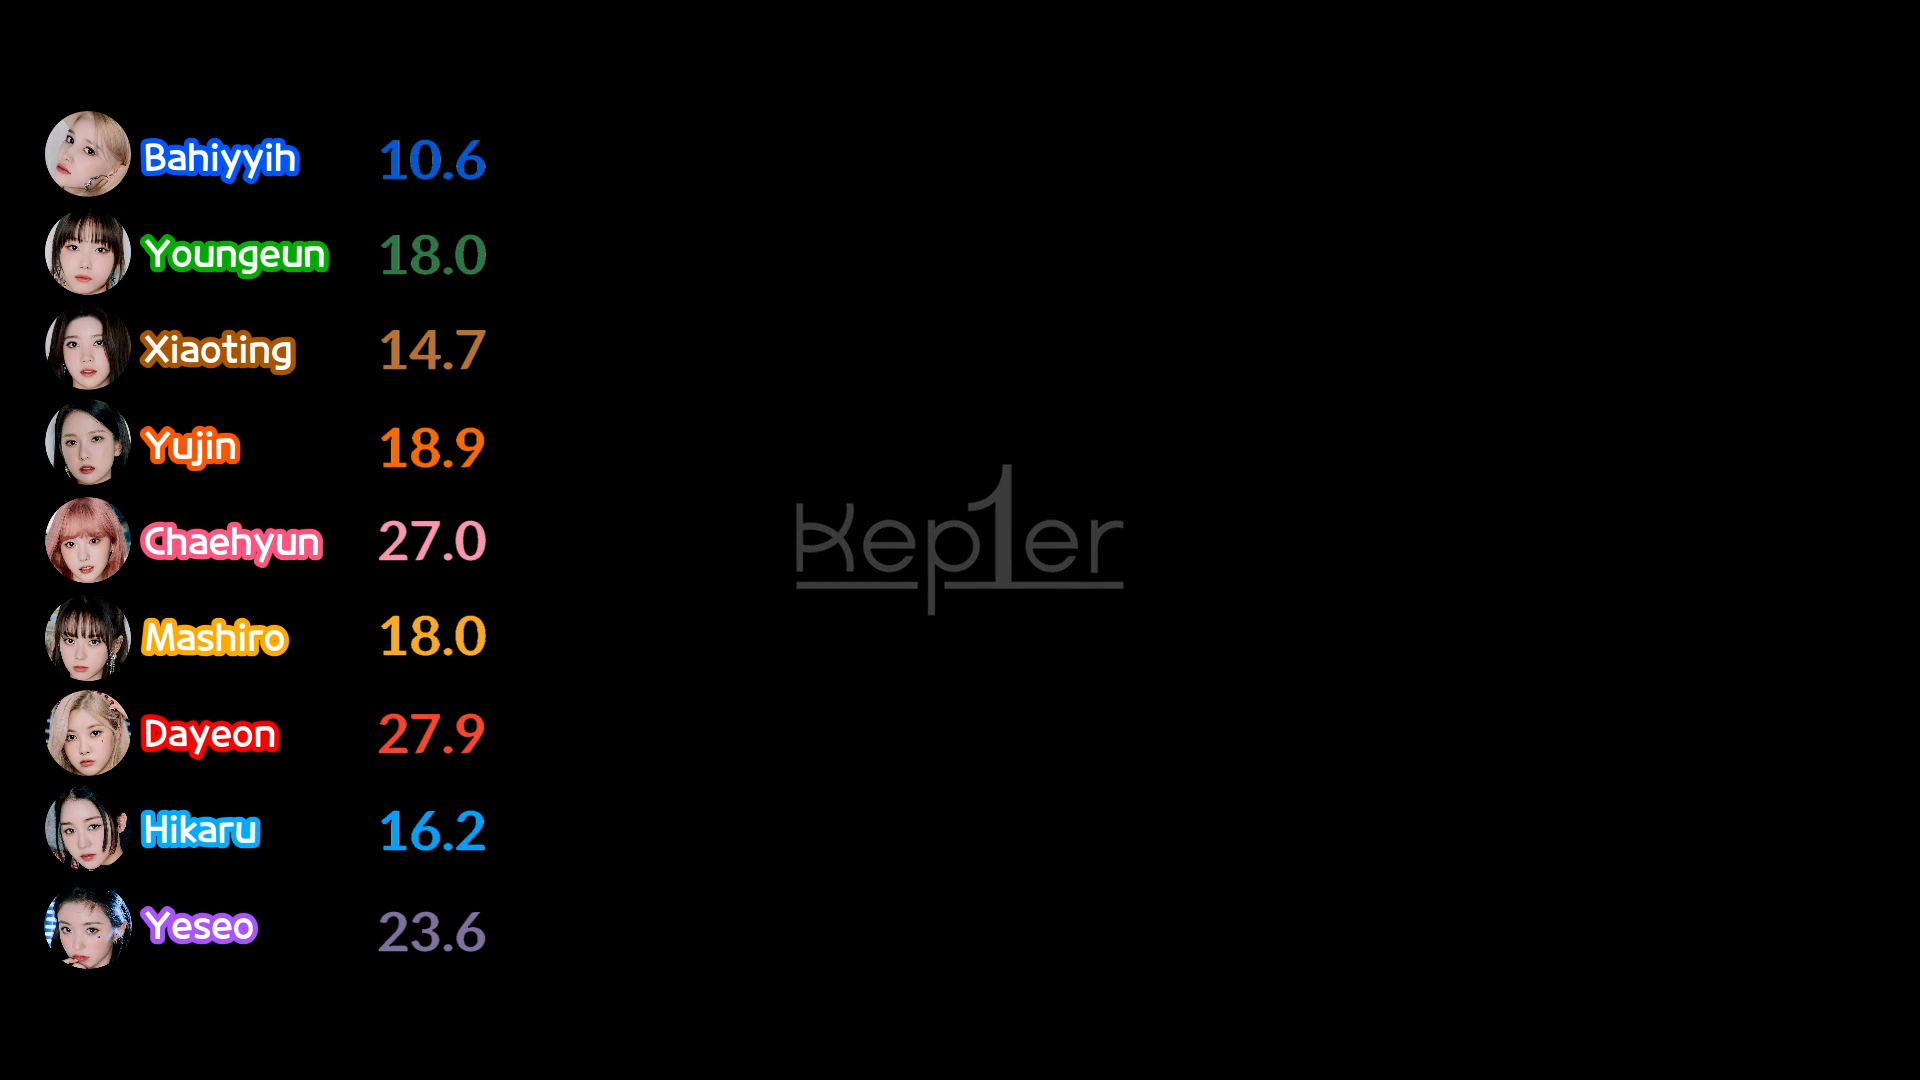 Bahiyyih 10.6
Youngeun 18.0
Xiaoting 14.7
Yujin 18.9
Kep1er
Chaehyun 27.0
Mashiro 18.0
Dayeon 27.9
Hikaru 16.2
Yeseo 23.6